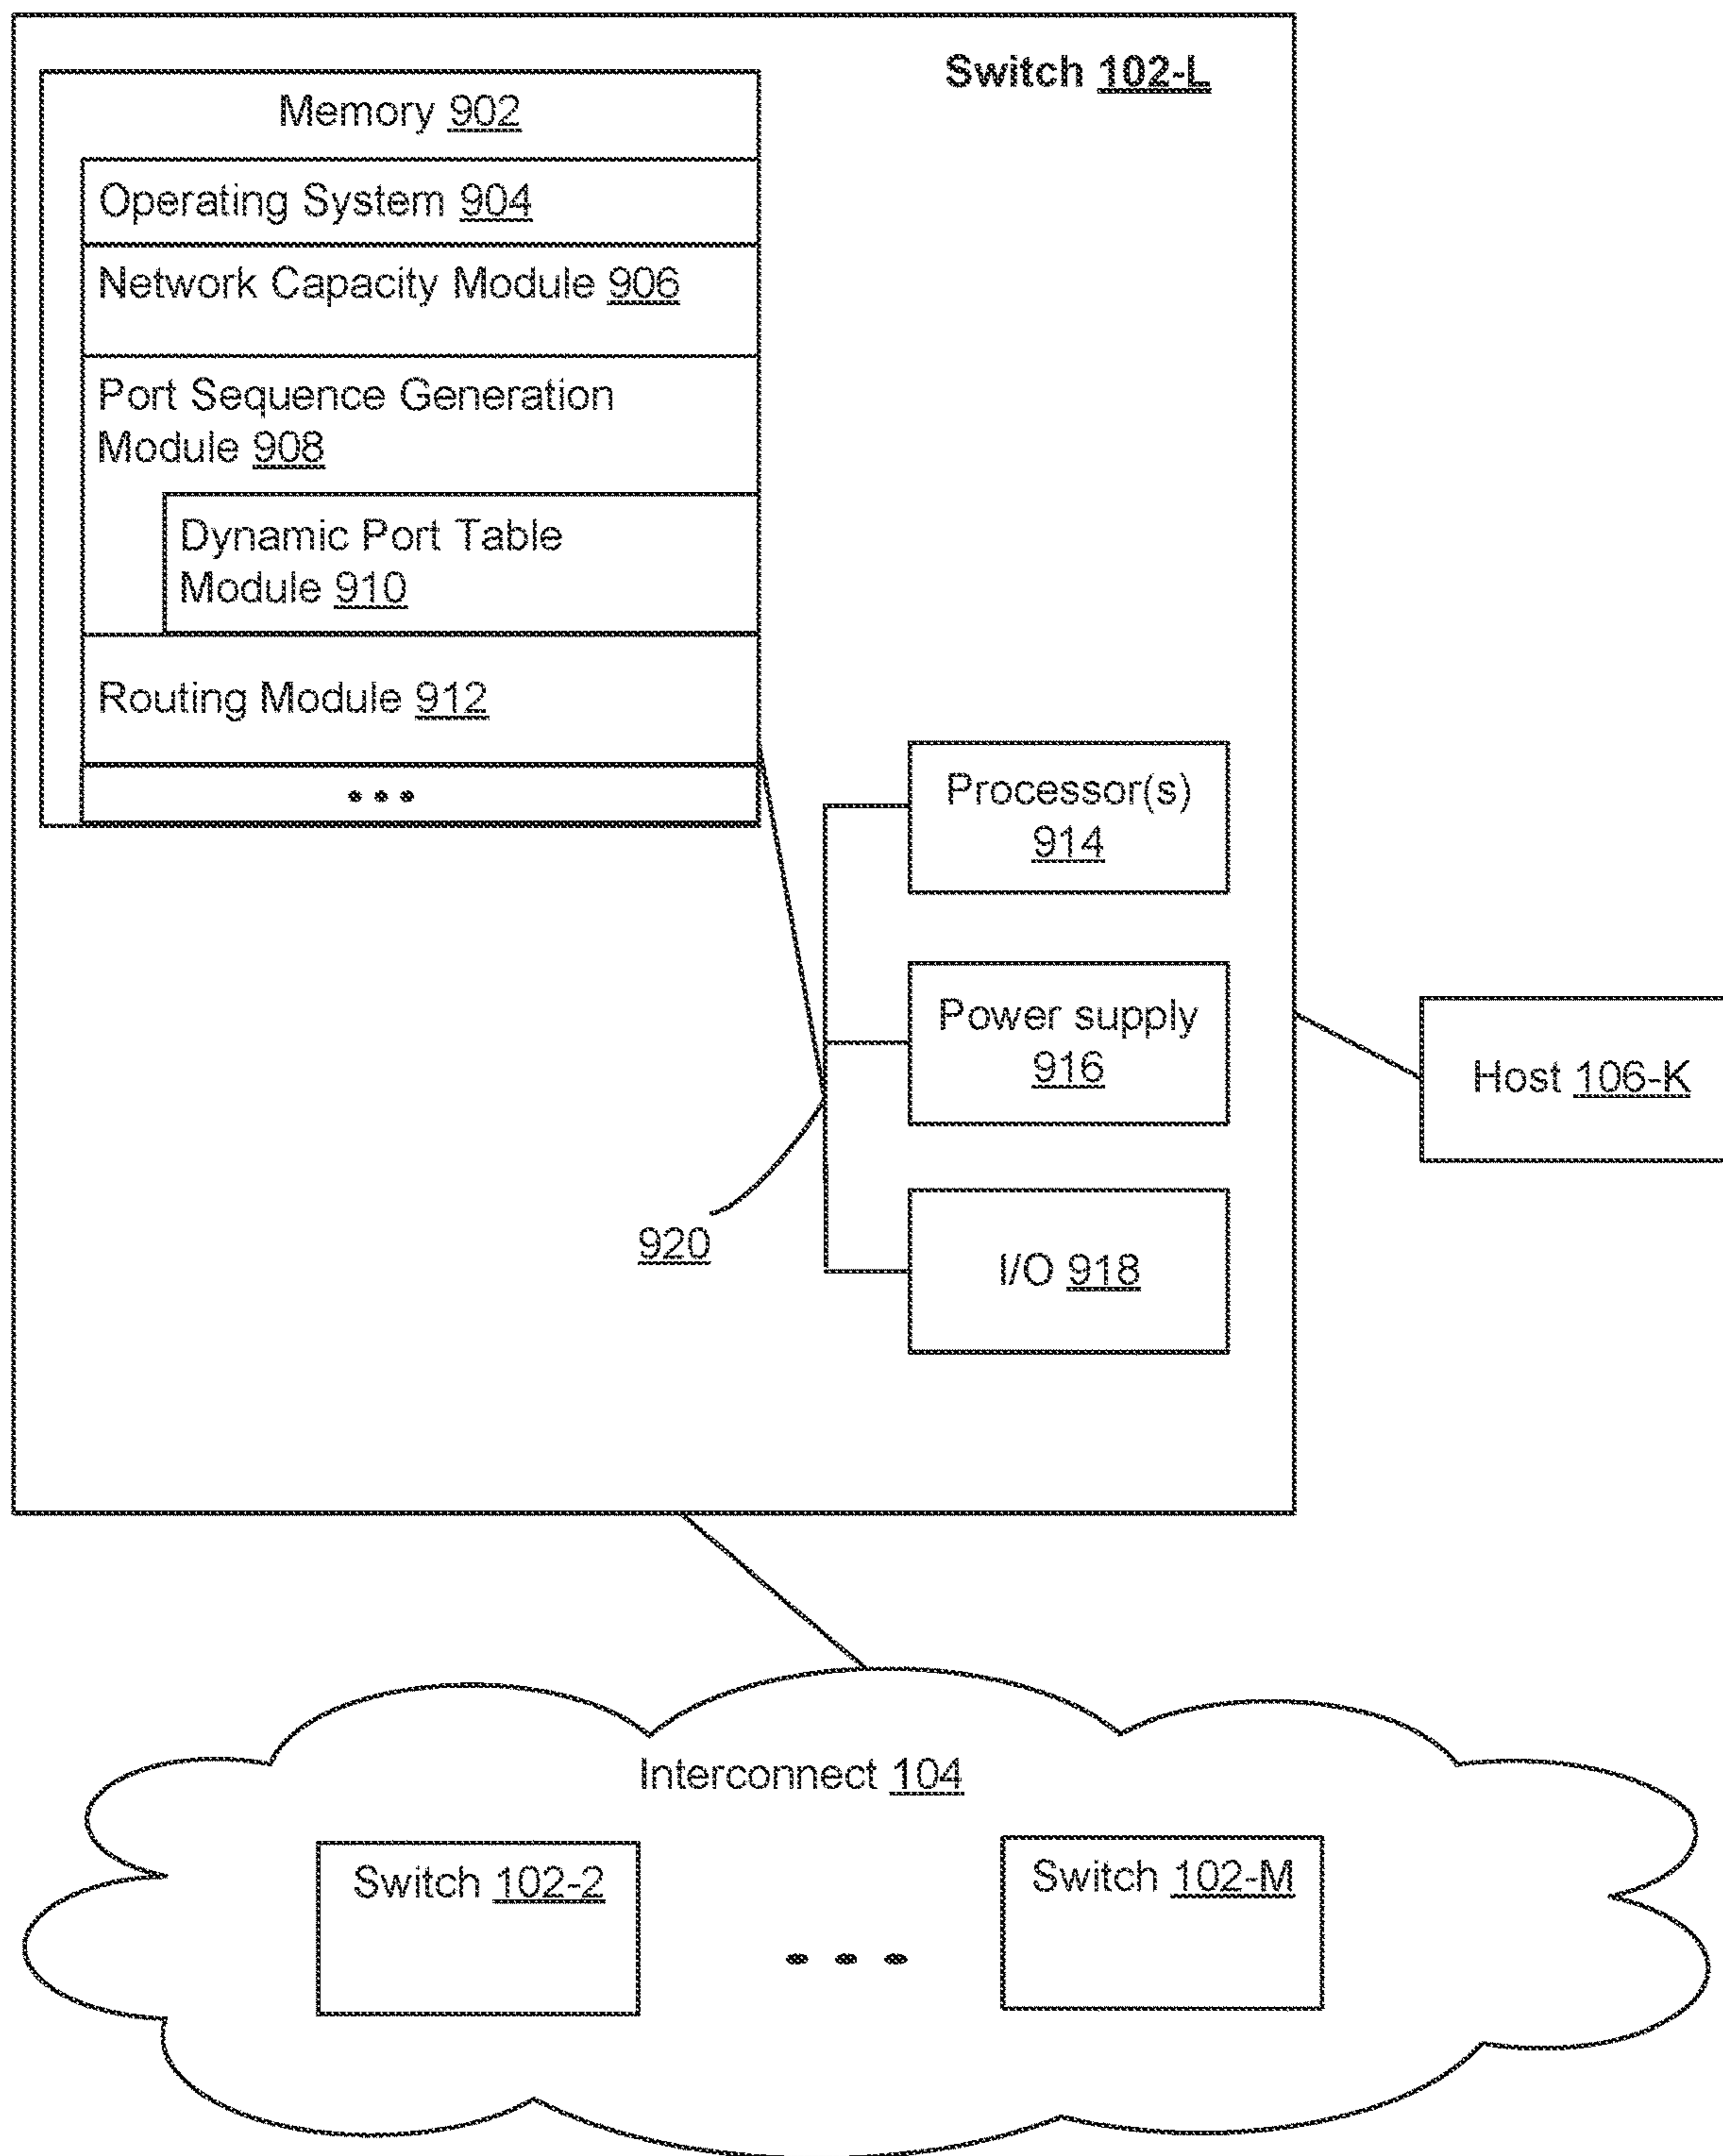 Switch 102-L
Memory 902
Operating System 904
Network Capacity Module 906
Port Sequence Generation
Module 908
Dynamic Port Table
Module 910
Routing Module 912
...
Processor(s)
914
Power supply
916
I/O 918
920
Host 106-K
Interconnect 104
Switch 102-2
Switch 102-M
...